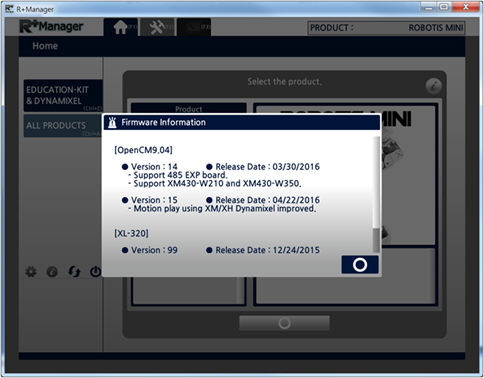 R+Manager
R+Manager
PRODUCT :
ROBOTIS MINI
Home
Select the product.
EDUCATION-KIT
& DYNAMIXEL
ALL PRODUCTS
Product
ROBOTIS MINI
Firmware Information
[OpenCM9.04]
● Version : 14 ● Release Date : 03/30/2016
- Support 485 EXP board.
- Support XM430-W210 and XM430-W350.
● Version : 15 ● Release Date : 04/22/2016
- Motion play using XM/XH Dynamixel improved.
[XL-320]
● Version : 99 ● Release Date : 12/24/2015